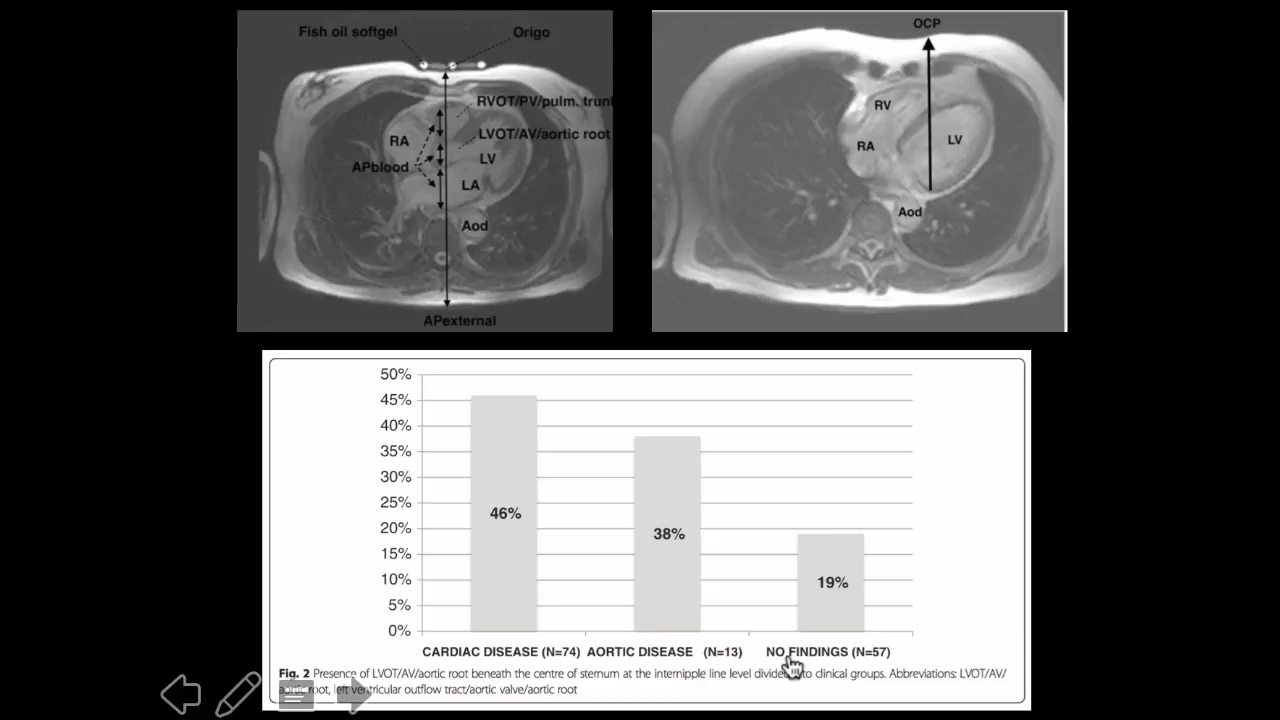 Fish oil softgel
Origo
RVOT/PV/pulm. trun
LVOT/AV/aortic root
RA
APblood
LV
LA
Aod
APexternal
OCP
RV
RA
LV
Aod
50%
45%
40%
35%
30%
25%
20%
15%
10%
5%
0%
46%
38%
19%
CARDIAC DISEASE (N=74) AORTIC DISEASE (N=13) NO FINDINGS (N=57)
Fig. 2 Presence of LVOT/AV/aortic root beneath the centre of sternum at the internipple line level divided to clinical groups. Abbreviations: LVOT/AV/
aortic root, left ventricular outflow tract/aortic valve/aortic root